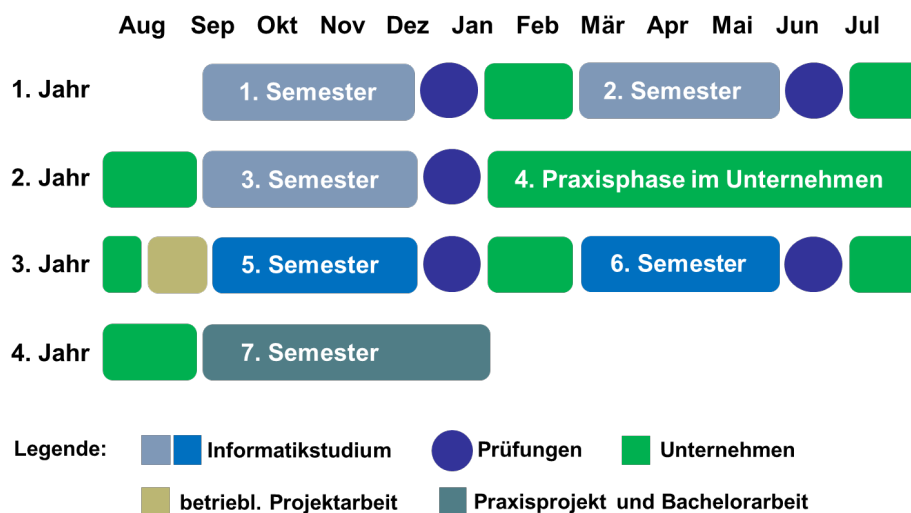 Aug Sep Okt Nov Dez Jan Feb Mär Apr Mai Jun Jul
1. Jahr 1. Semester 2. Semester
2. Jahr 3. Semester 4. Praxisphase im Unternehmen
3. Jahr 5. Semester 6. Semester
4. Jahr 7. Semester
Legende: Informatikstudium Prüfungen Unternehmen
betriebl. Projektarbeit Praxisprojekt und Bachelorarbeit